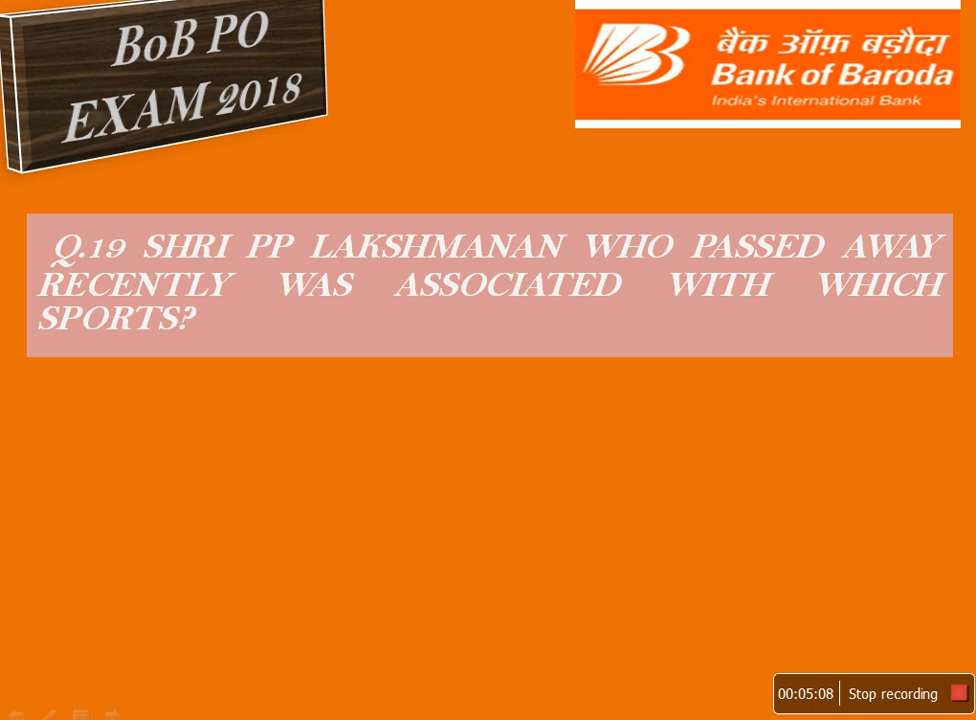 BoB PO
EXAM 2018
बैंक ऑफ़ बड़ौदा
Bank of Baroda
India's International Bank
Q.19 SHRI PP LAKSHMANAN WHO PASSED AWAY
RECENTLY WAS ASSOCIATED WITH WHICH
SPORTS?
00:05:08 Stop recording